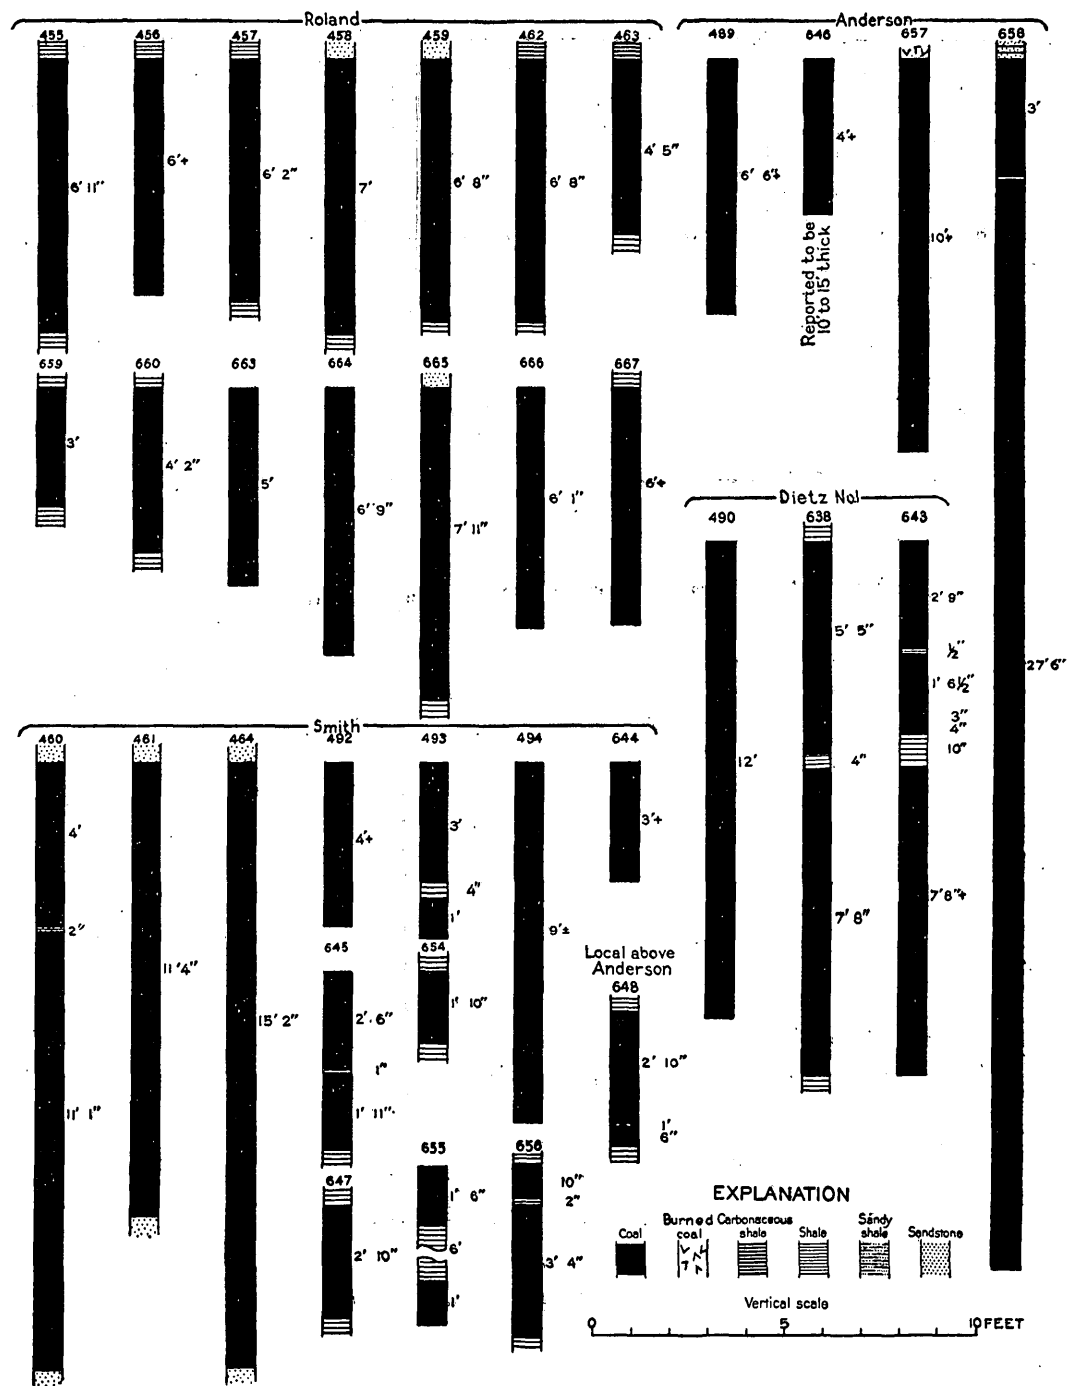 Roland
455 456 457 458 459 462 463
6' 11"
6'+
6' 2"
7'
6' 8"
6' 8"
4' 5"
Anderson
489 646 657 658
6' 6"+
4'+
Reported to be
10' to 15' thick
10'+
3'
27' 6"
659 660 663 664 665 666 667
3'
4' 2"
5'
6' 9"
7' 11"
6' 1"
6'+
Dietz No1
490 638 643
12'
5' 5"
4"
7' 8"
2' 9"
½"
1' 6½"
3"
4"
10"
7' 8"+
Smith
460 461 464 492 493 494 644
4'
2"
11' 1"
11' 4"
15' 2"
4'+
3'
4"
1'
9'±
3'+
645
2' 6"
1"
1' 11"
654
1' 10"
Local above
Anderson
648
2' 10"
1'
6"
647
2' 10"
655
1' 6"
6'
1'
656
10"
2"
3' 4"
EXPLANATION
Coal
Burned
coal
Carbonaceous
shale
Shale
Sandy
shale
Sandstone
Vertical scale
0 5 10 FEET